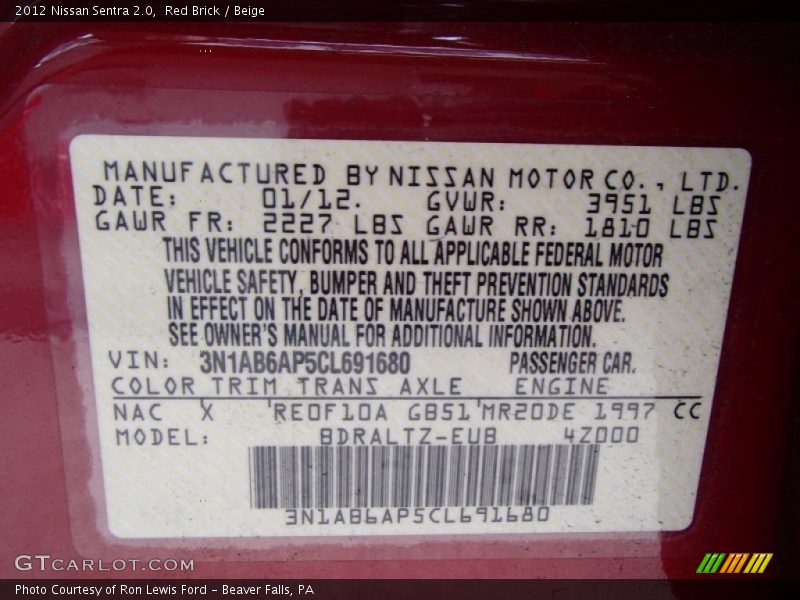 2012 Nissan Sentra 2.0,  Red Brick / Beige
MANUFACTURED BY NISSAN MOTOR CO., LTD.
DATE: 01/12. GVWR: 3951 LBS
GAWR FR: 2227 LBS GAWR RR: 1810 LBS
THIS VEHICLE CONFORMS TO ALL APPLICABLE FEDERAL MOTOR
VEHICLE SAFETY, BUMPER AND THEFT PREVENTION STANDARDS
IN EFFECT ON THE DATE OF MANUFACTURE SHOWN ABOVE.
SEE OWNER'S MANUAL FOR ADDITIONAL INFORMATION.
VIN: 3N1AB6AP5CL691680 PASSENGER CAR.
COLOR TRIM TRANS AXLE ENGINE
NAC X RE0F10A GB51 MR20DE 1997 CC
MODEL: BDRALTZ-EUB 4Z000
3N1AB6AP5CL691680
GTCARLOT.COM
Photo Courtesy of Ron Lewis Ford - Beaver Falls, PA